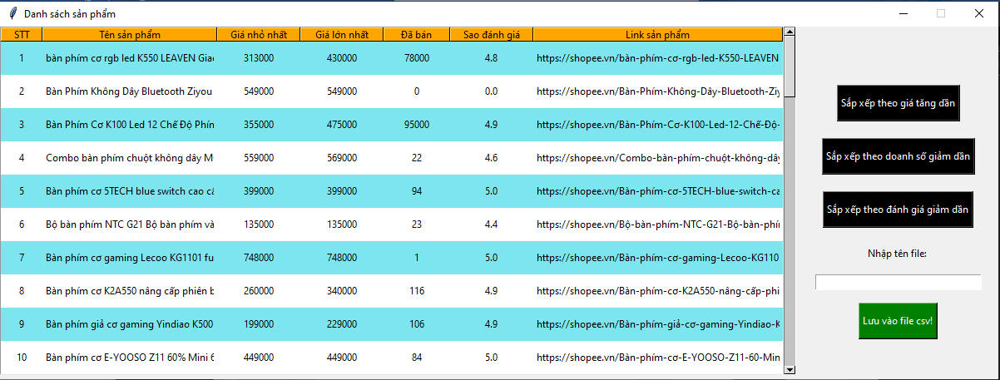 Danh sách sản phẩm
STT Tên sản phẩm Giá nhỏ nhất Giá lớn nhất Đã bán Sao đánh giá Link sản phẩm
1 bàn phím cơ rgb led K550 LEAVEN Giao 313000 430000 78000 4.8 https://shopee.vn/bàn-phím-cơ-rgb-led-K550-LEAVEN
2 Bàn Phím Không Dây Bluetooth Ziyou 549000 549000 0 0.0 https://shopee.vn/Bàn-Phím-Không-Dây-Bluetooth-Ziy
3 Bàn Phím Cơ K100 Led 12 Chế Độ Phím 355000 475000 95000 4.9 https://shopee.vn/Bàn-Phím-Cơ-K100-Led-12-Chế-Độ-
4 Combo bàn phím chuột không dây M 559000 569000 22 4.6 https://shopee.vn/Combo-bàn-phím-chuột-không-dây
5 Bàn phím cơ 5TECH blue switch cao cấ 399000 399000 94 5.0 https://shopee.vn/Bàn-phím-cơ-5TECH-blue-switch-ca
6 Bộ bàn phím NTC G21 Bộ bàn phím và 135000 135000 23 4.4 https://shopee.vn/Bộ-bàn-phím-NTC-G21-Bộ-bàn-phím
7 Bàn phím cơ gaming Lecoo KG1101 fu 748000 748000 1 5.0 https://shopee.vn/Bàn-phím-cơ-gaming-Lecoo-KG110
8 Bàn phím cơ K2A550 nâng cấp phiên b 260000 340000 116 4.9 https://shopee.vn/Bàn-phím-cơ-K2A550-nâng-cấp-phi
9 Bàn phím giả cơ gaming Yindiao K500 199000 229000 106 4.9 https://shopee.vn/Bàn-phím-giả-cơ-gaming-Yindiao-K
10 Bàn phím cơ E-YOOSO Z11 60% Mini 6 449000 449000 84 5.0 https://shopee.vn/Bàn-phím-cơ-E-YOOSO-Z11-60-Min
Sắp xếp theo giá tăng dần
Sắp xếp theo doanh số giảm dần
Sắp xếp theo đánh giá giảm dần
Nhập tên file:
Lưu vào file csv!